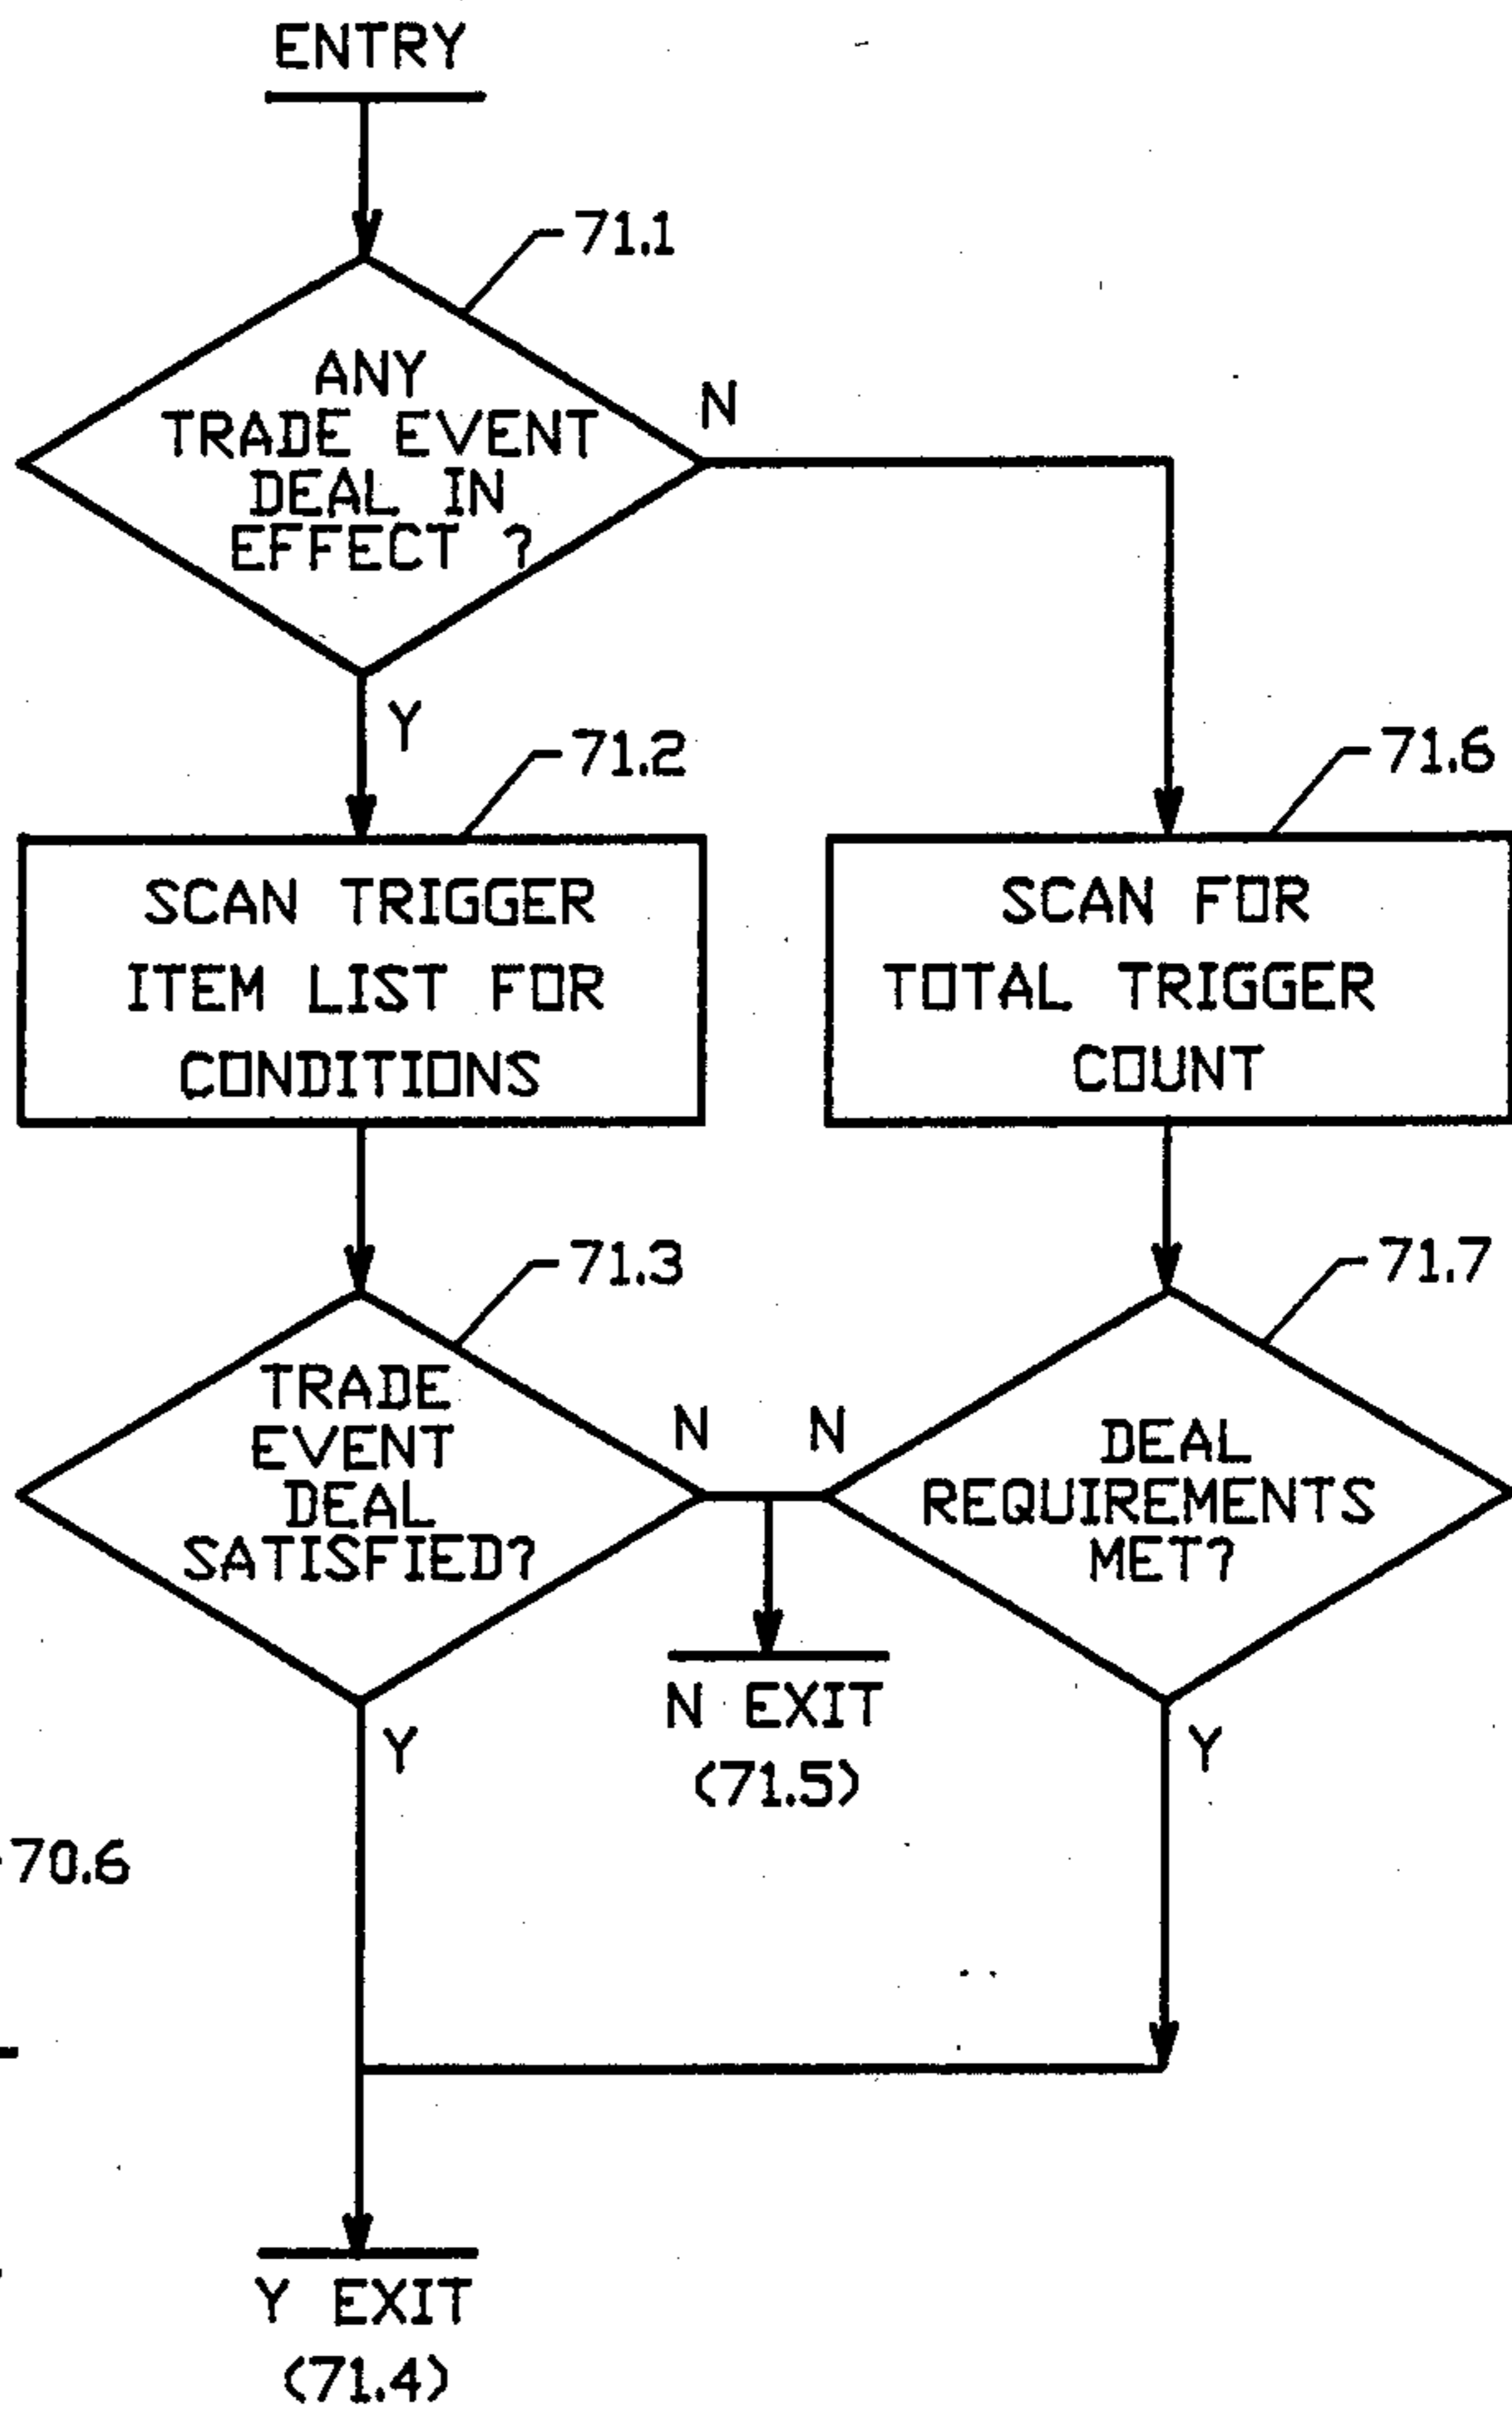 ENTRY
71.1
ANY
TRADE EVENT
DEAL IN
EFFECT ?
N
Y
71.2
SCAN TRIGGER
ITEM LIST FOR
CONDITIONS
71.6
SCAN FOR
TOTAL TRIGGER
COUNT
71.3
TRADE
EVENT
DEAL
SATISFIED?
N
N
71.7
DEAL
REQUIREMENTS
MET?
N EXIT
(71.5)
Y
Y
70.6
Y EXIT
(71.4)